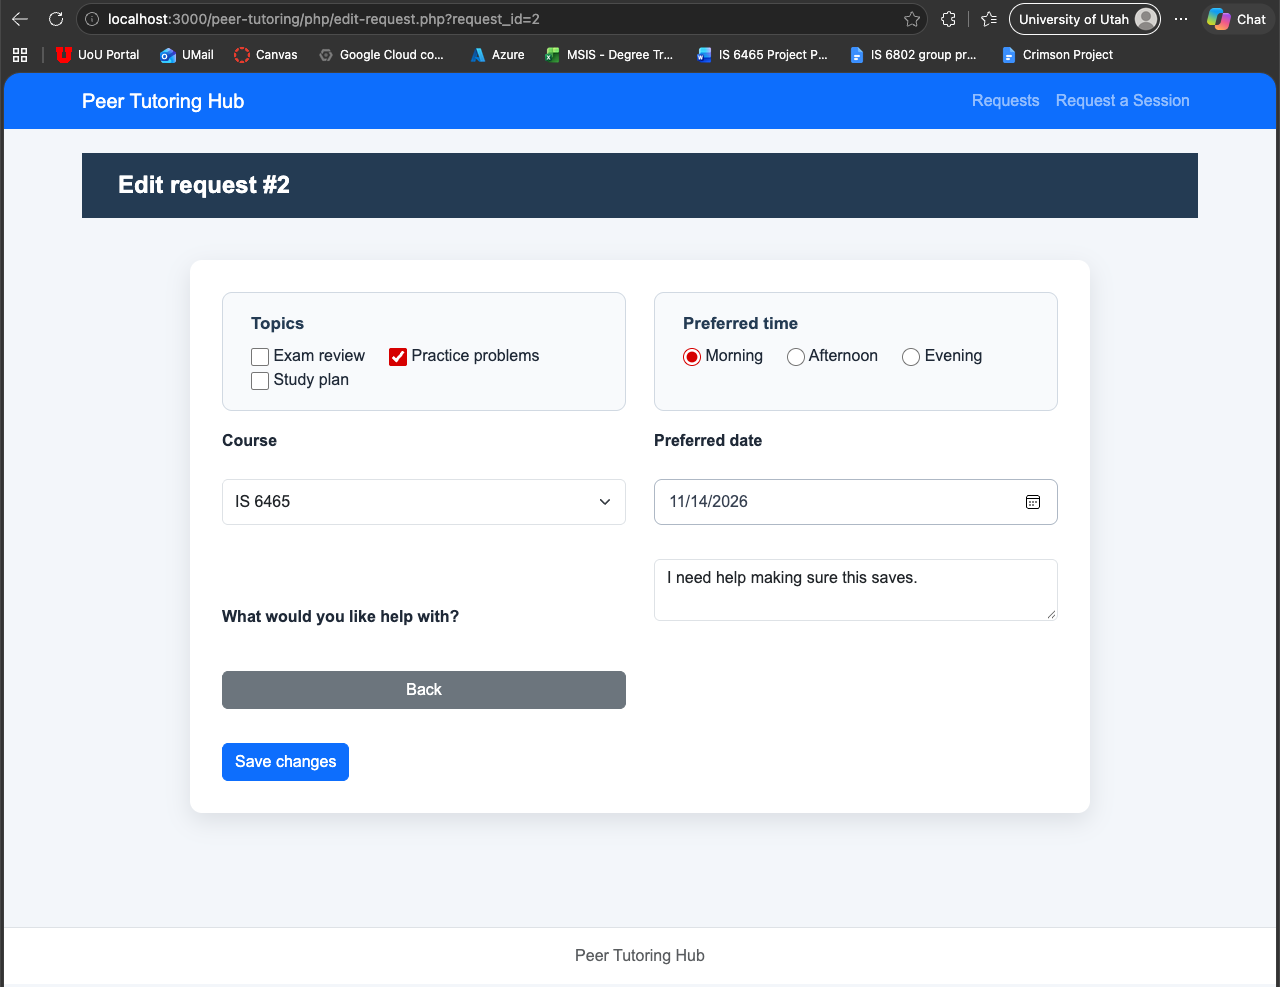 localhost:3000/peer-tutoring/php/edit-request.php?request_id=2
University of Utah
Chat
UoU Portal
UMail
Canvas
Google Cloud co...
Azure
MSIS - Degree Tr...
IS 6465 Project P...
IS 6802 group pr...
Crimson Project
Peer Tutoring Hub
Requests
Request a Session
Edit request #2
Topics
Exam review
Practice problems
Study plan
Preferred time
Morning
Afternoon
Evening
Course
Preferred date
IS 6465
11/14/2026
I need help making sure this saves.
What would you like help with?
Back
Save changes
Peer Tutoring Hub